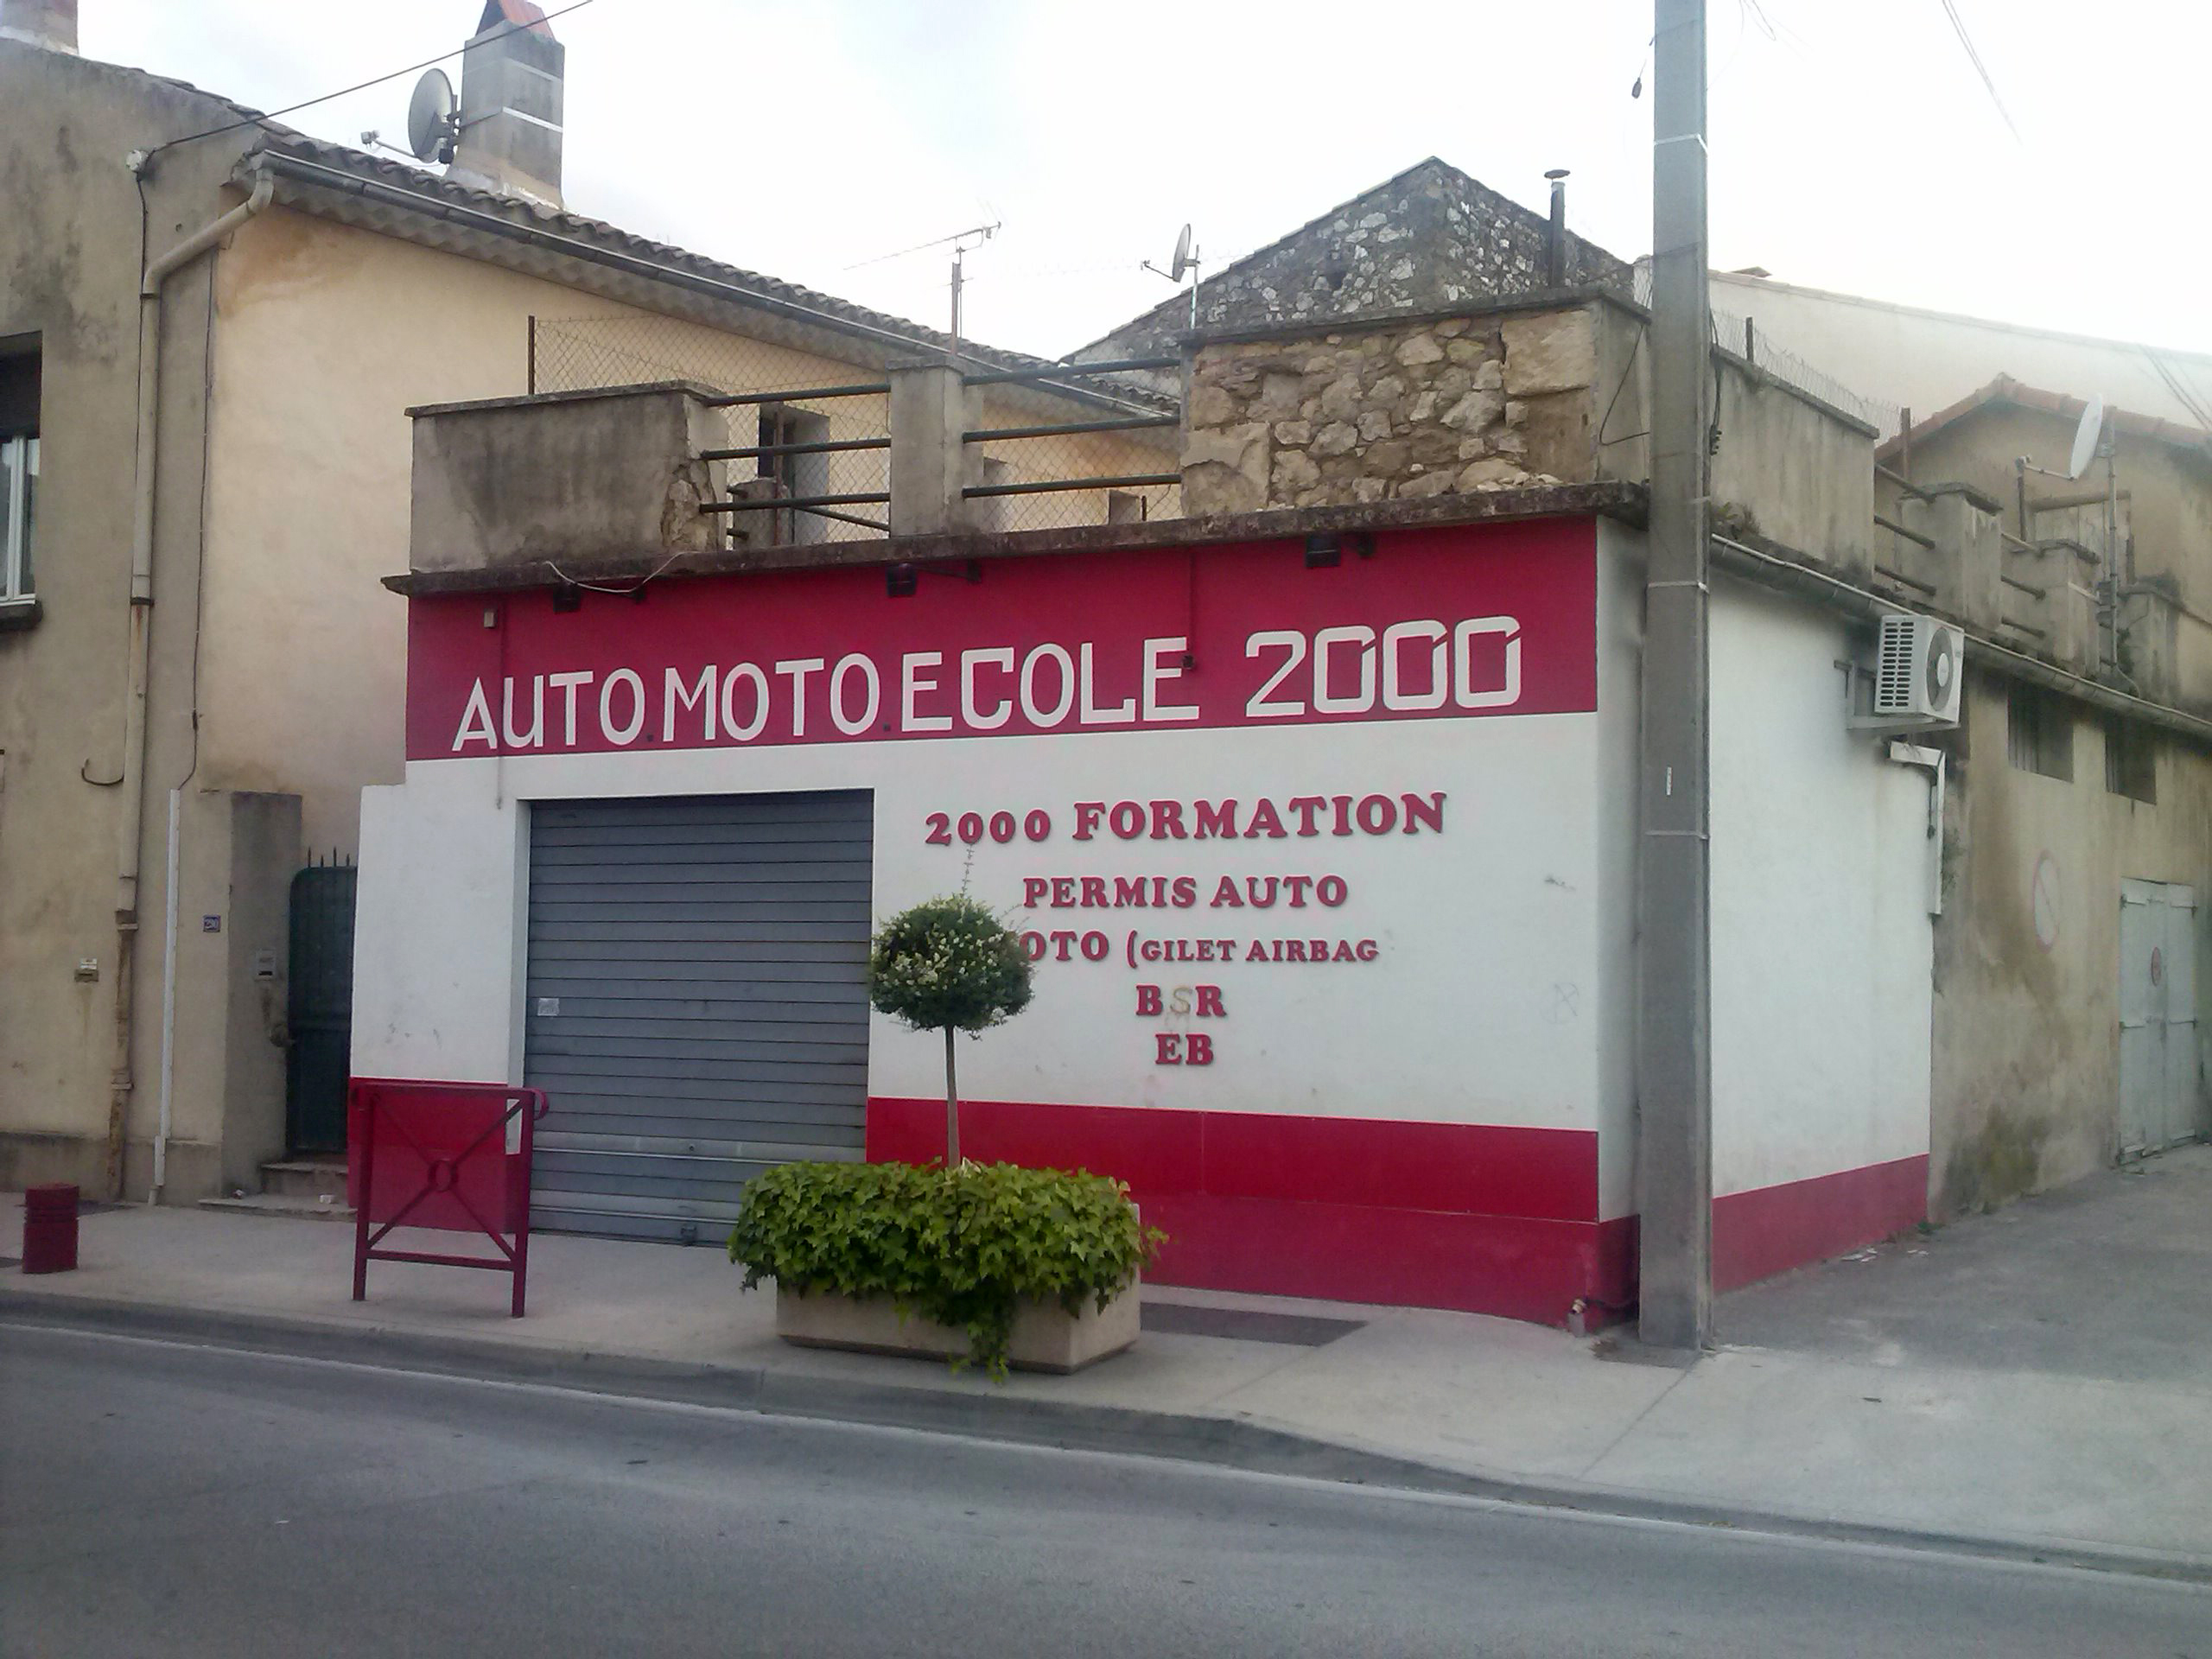 AUTO.MOTO.ECOLE 2000
2000 FORMATION
PERMIS AUTO
OTO (GILET AIRBAG
BSR
EB